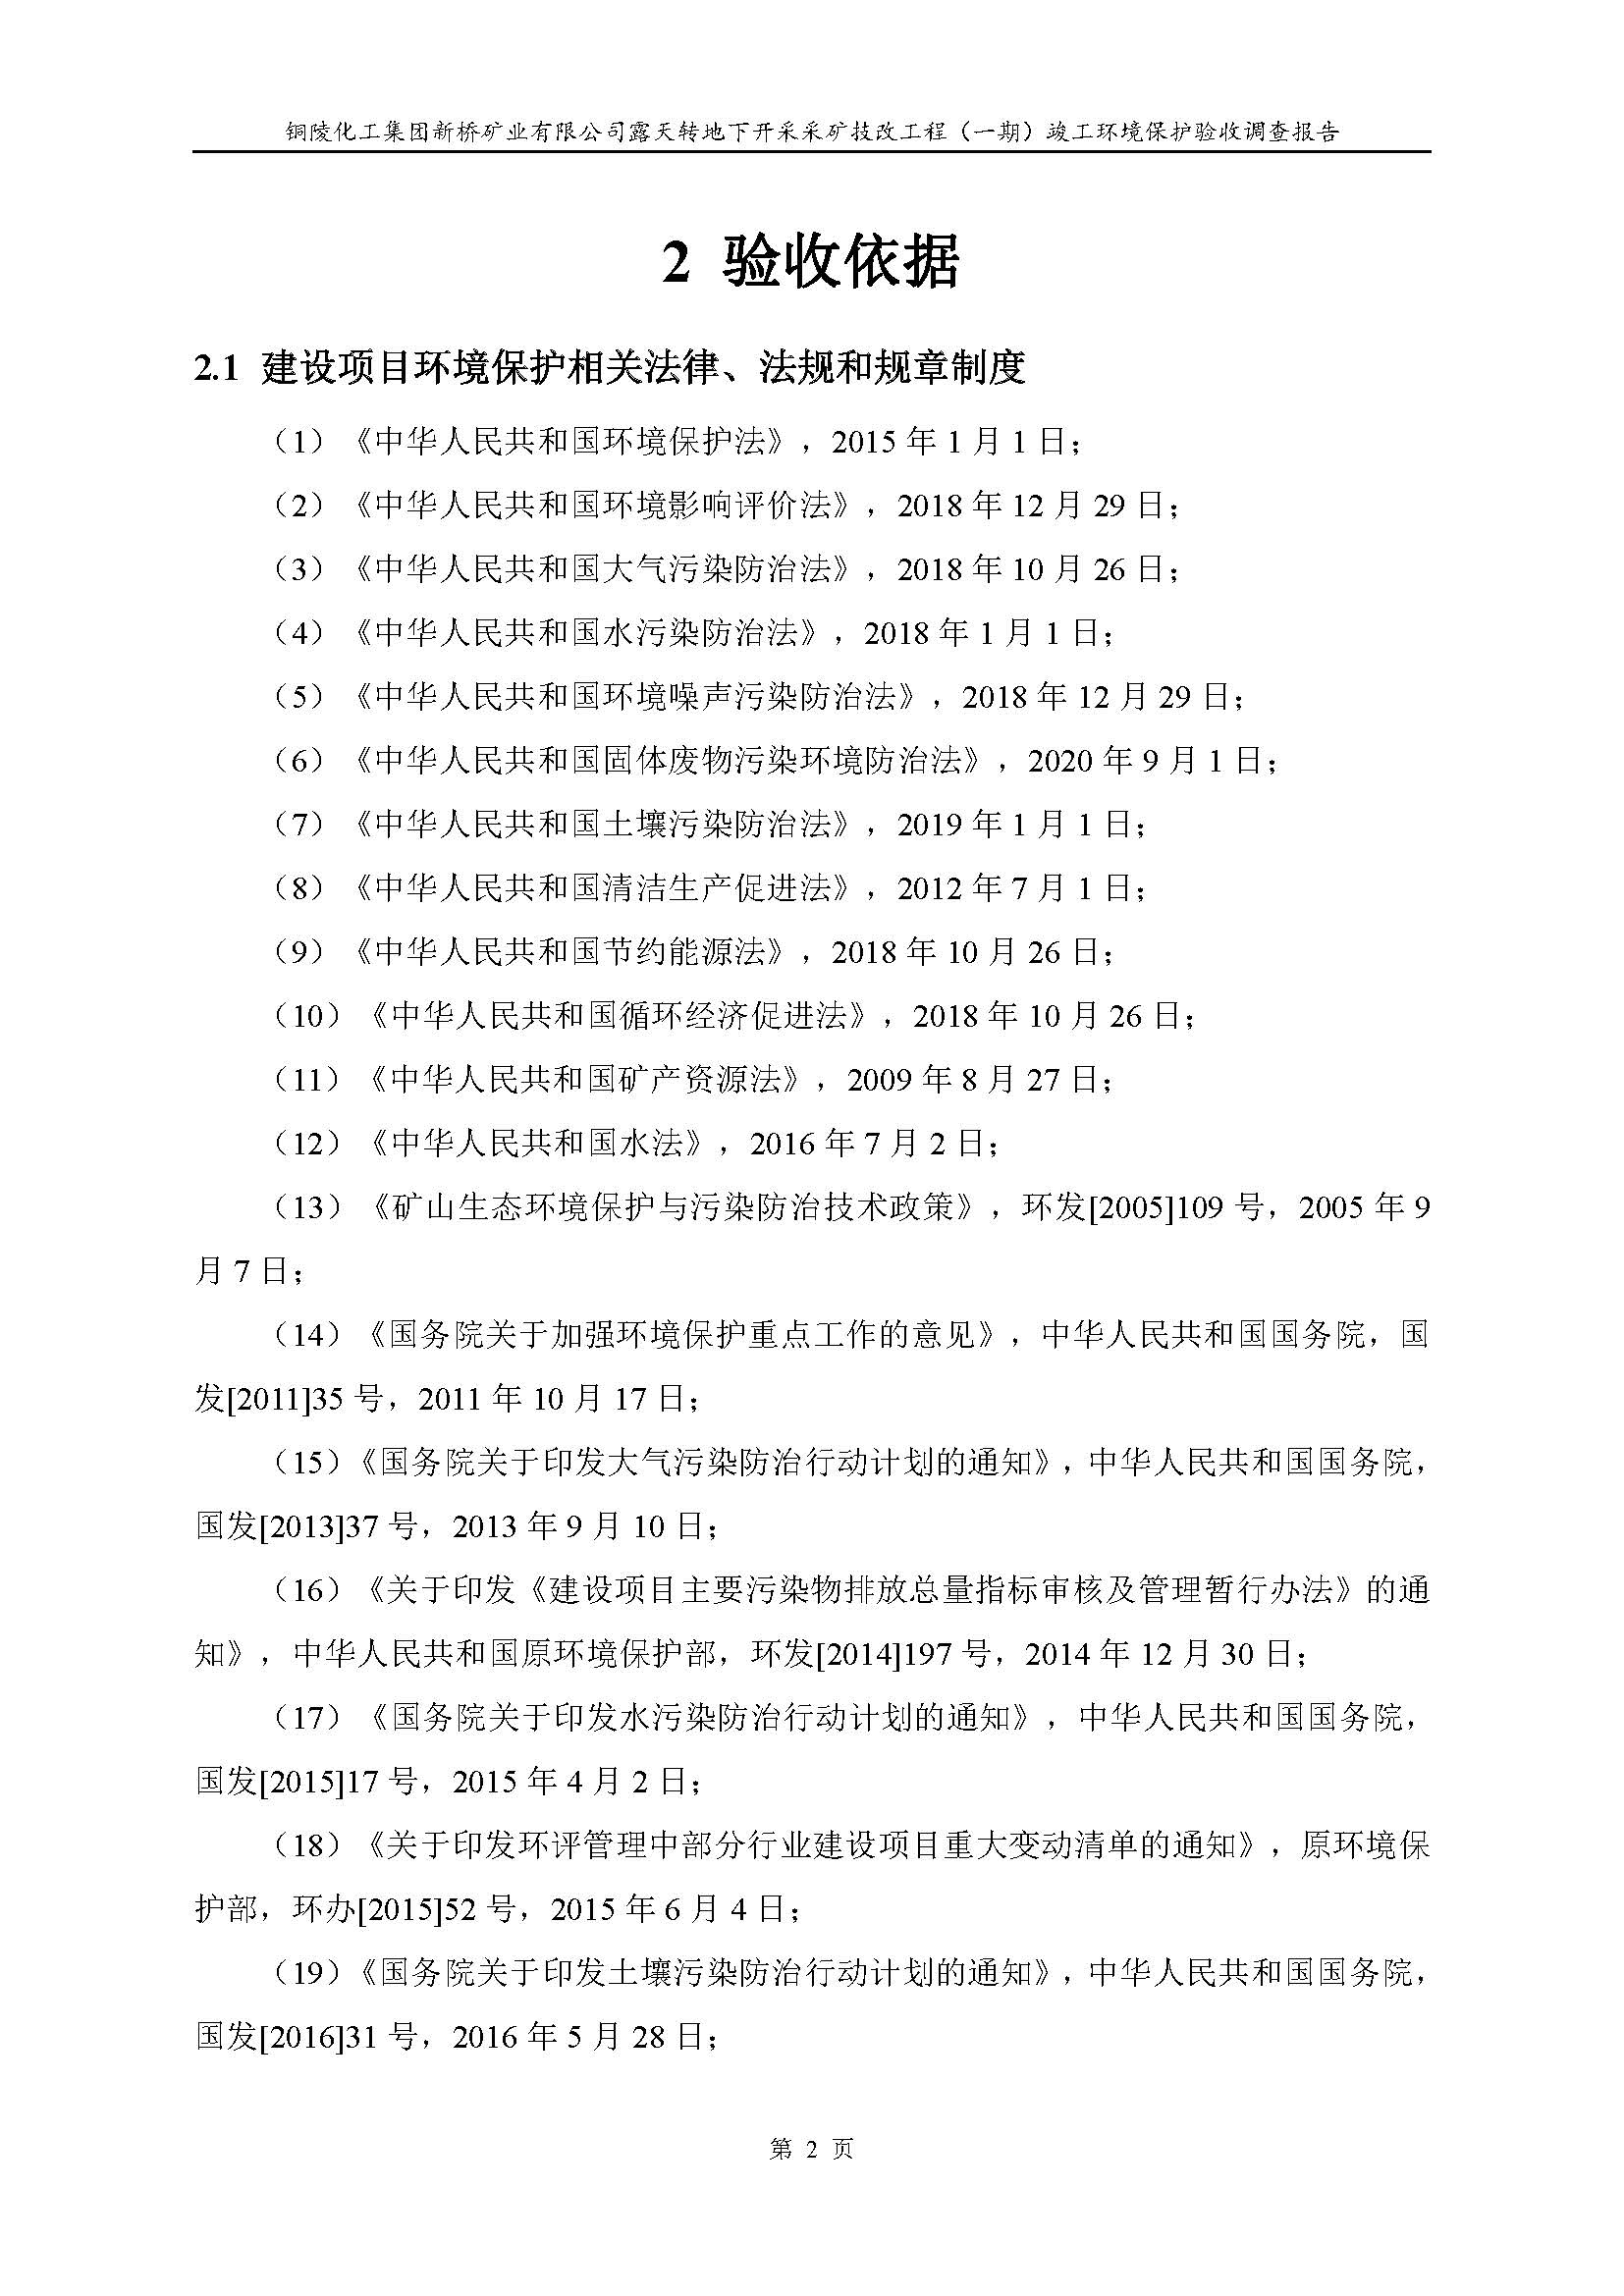 铜陵化工集团新桥矿业有限公司露天转地下开采采矿技改工程（一期）竣工环境保护验收调查报告
2 验收依据
2.1 建设项目环境保护相关法律、法规和规章制度
（1）《中华人民共和国环境保护法》，2015 年 1 月 1 日；
（2）《中华人民共和国环境影响评价法》，2018 年 12 月 29 日；
（3）《中华人民共和国大气污染防治法》，2018 年 10 月 26 日；
（4）《中华人民共和国水污染防治法》，2018 年 1 月 1 日；
（5）《中华人民共和国环境噪声污染防治法》，2018 年 12 月 29 日；
（6）《中华人民共和国固体废物污染环境防治法》，2020 年 9 月 1 日；
（7）《中华人民共和国土壤污染防治法》，2019 年 1 月 1 日；
（8）《中华人民共和国清洁生产促进法》，2012 年 7 月 1 日；
（9）《中华人民共和国节约能源法》，2018 年 10 月 26 日；
（10）《中华人民共和国循环经济促进法》，2018 年 10 月 26 日；
（11）《中华人民共和国矿产资源法》，2009 年 8 月 27 日；
（12）《中华人民共和国水法》，2016 年 7 月 2 日；
（13）《矿山生态环境保护与污染防治技术政策》，环发[2005]109 号，2005 年 9
月 7 日；
（14）《国务院关于加强环境保护重点工作的意见》，中华人民共和国国务院，国
发[2011]35 号，2011 年 10 月 17 日；
（15）《国务院关于印发大气污染防治行动计划的通知》，中华人民共和国国务院，
国发[2013]37 号，2013 年 9 月 10 日；
（16）《关于印发《建设项目主要污染物排放总量指标审核及管理暂行办法》的通
知》，中华人民共和国原环境保护部，环发[2014]197 号，2014 年 12 月 30 日；
（17）《国务院关于印发水污染防治行动计划的通知》，中华人民共和国国务院，
国发[2015]17 号，2015 年 4 月 2 日；
（18）《关于印发环评管理中部分行业建设项目重大变动清单的通知》，原环境保
护部，环办[2015]52 号，2015 年 6 月 4 日；
（19）《国务院关于印发土壤污染防治行动计划的通知》，中华人民共和国国务院，
国发[2016]31 号，2016 年 5 月 28 日；
第 2 页